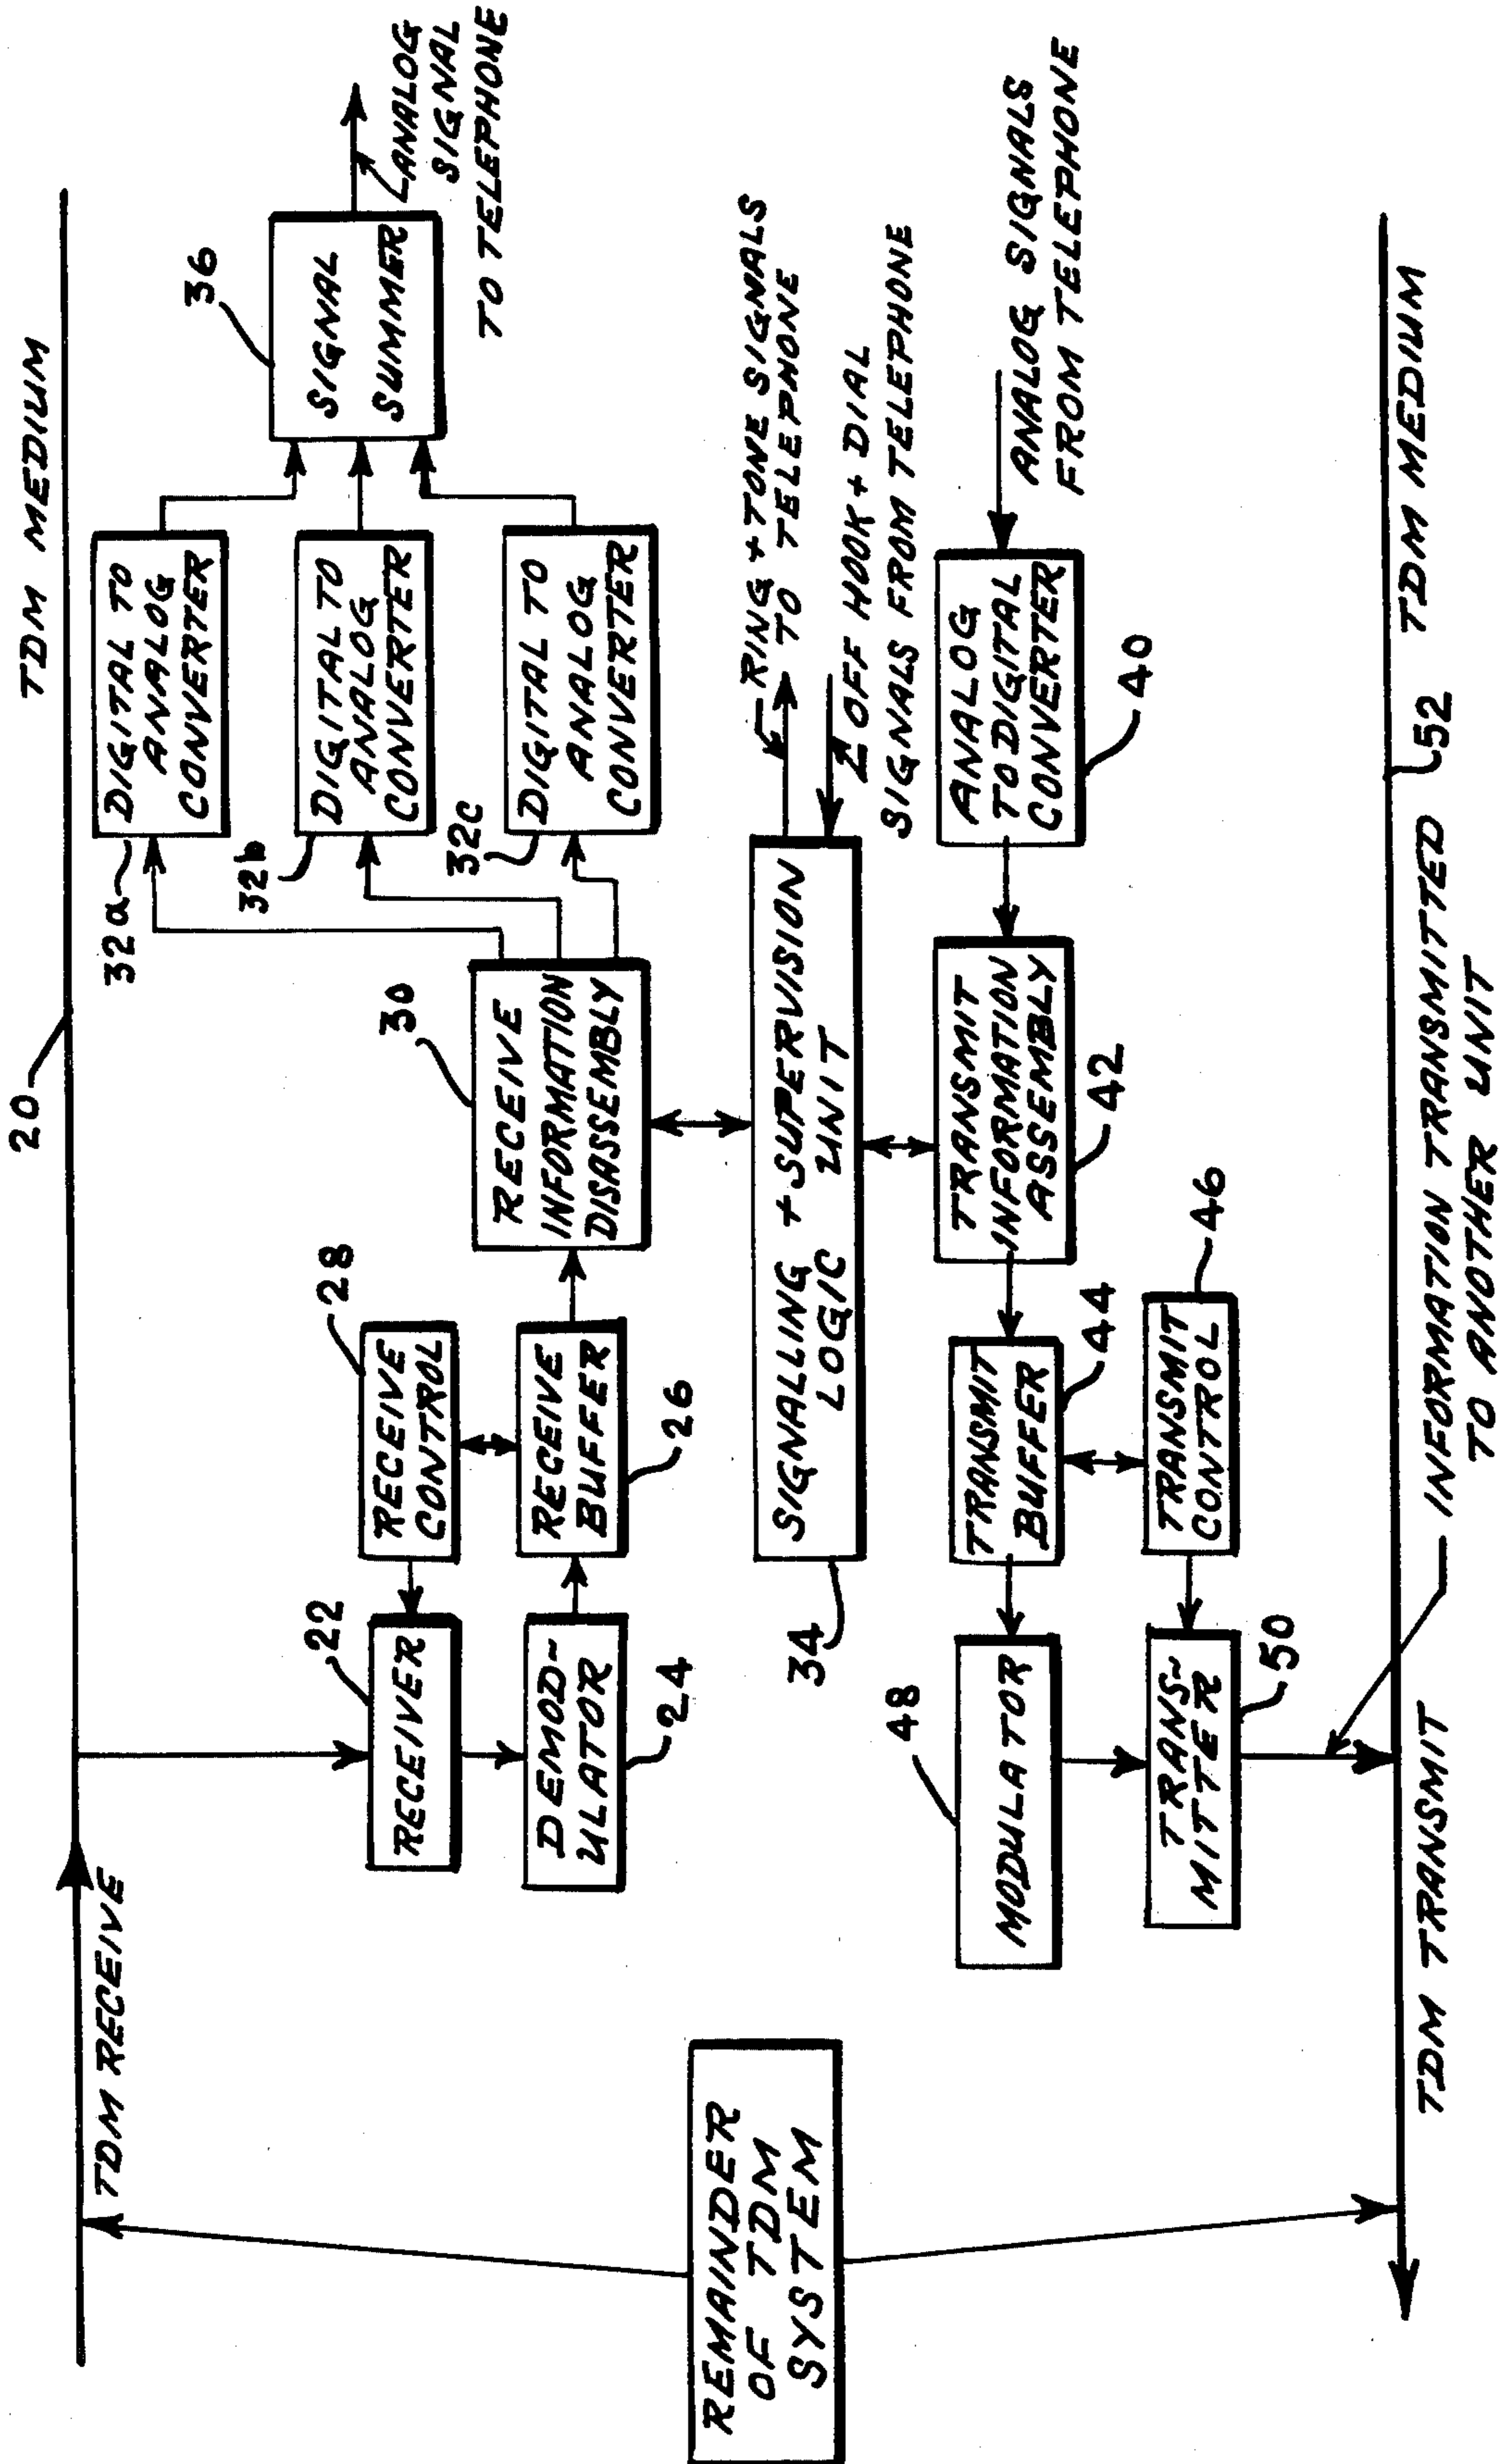 TDM MEDIUM
20
TDM RECEIVE
36
SIGNAL
SUMMER
ANALOG
SIGNAL
TO TELEPHONE
32a
DIGITAL TO
ANALOG
CONVERTER
32b
DIGITAL TO
ANALOG
CONVERTER
32c
DIGITAL TO
ANALOG
CONVERTER
30
RECEIVE
INFORMATION
DISASSEMBLY
28
RECEIVE
CONTROL
RECEIVE
BUFFER
26
22
RECEIVER
DEMOD-
ULATOR
24
RING + TONE SIGNALS
TO TELEPHONE
OFF HOOK + DIAL
SIGNALS FROM TELEPHONE
SIGNALLING + SUPERVISION
LOGIC UNIT
34
REMAINDER
OF TDM
SYSTEM
ANALOG SIGNALS
FROM TELEPHONE
ANALOG
TO DIGITAL
CONVERTER
40
TRANSMIT
INFORMATION
ASSEMBLY
42
TRANSMIT
BUFFER
44
TRANSMIT
CONTROL
46
48
MODULATOR
TRANS-
MITTER
50
TDM TRANSMIT
INFORMATION TRANSMITTED
TO ANOTHER UNIT
52
TDM MEDIUM